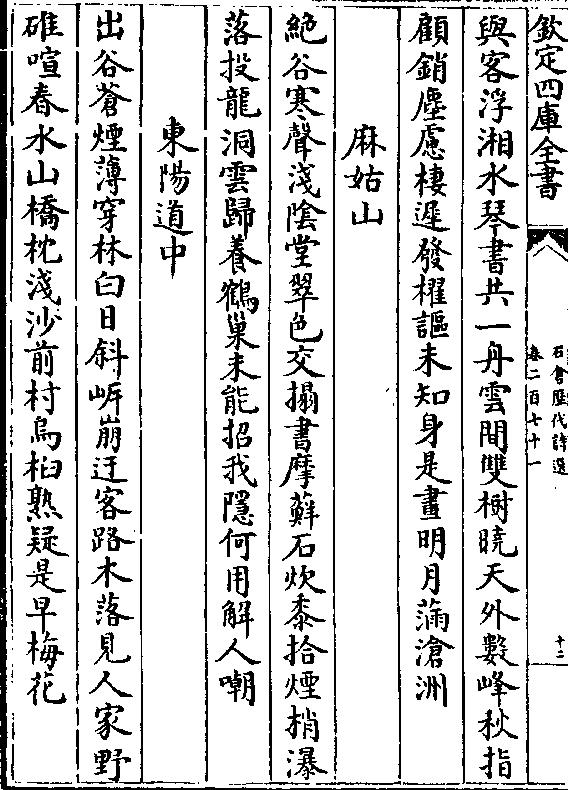 欽定四庫全書
石倉歴代詩選
卷二百七十一
十二
與客浮湘水琴書共一舟雲間雙樹曉天外數峰秋指
顧銷塵慮棲遲發櫂謳未知身是畫明月滿滄洲
麻姑山
絶谷寒聲淺陰堂翠色交搨書摩蘚石炊黍拾煙梢瀑
落投龍洞雲歸養鶴巢未能招我隱何用解人嘲
東陽道中
出谷蒼煙薄穿林白日斜岓崩迂客路木落見人家野
碓喧春水山橋枕淺沙前村烏桕熟疑是早梅花